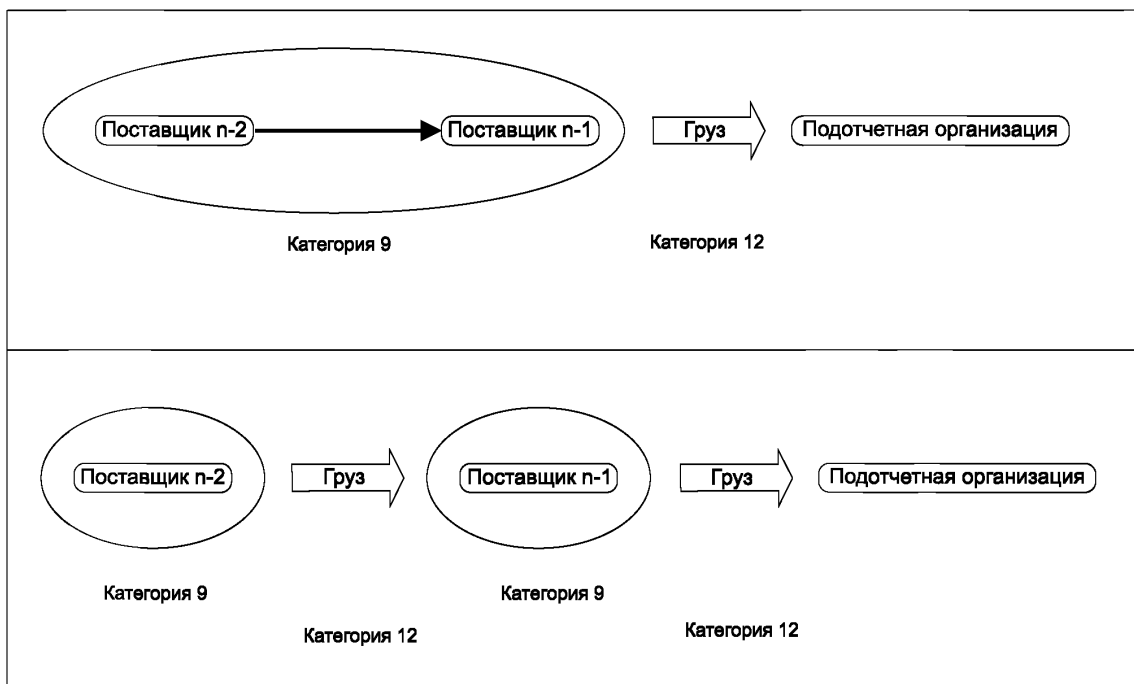 Поставщик n-2
Поставщик n-1
Груз
Подотчетная организация
Категория 9
Категория 12
Поставщик n-2
Груз
Поставщик n-1
Груз
Подотчетная организация
Категория 9
Категория 9
Категория 12
Категория 12